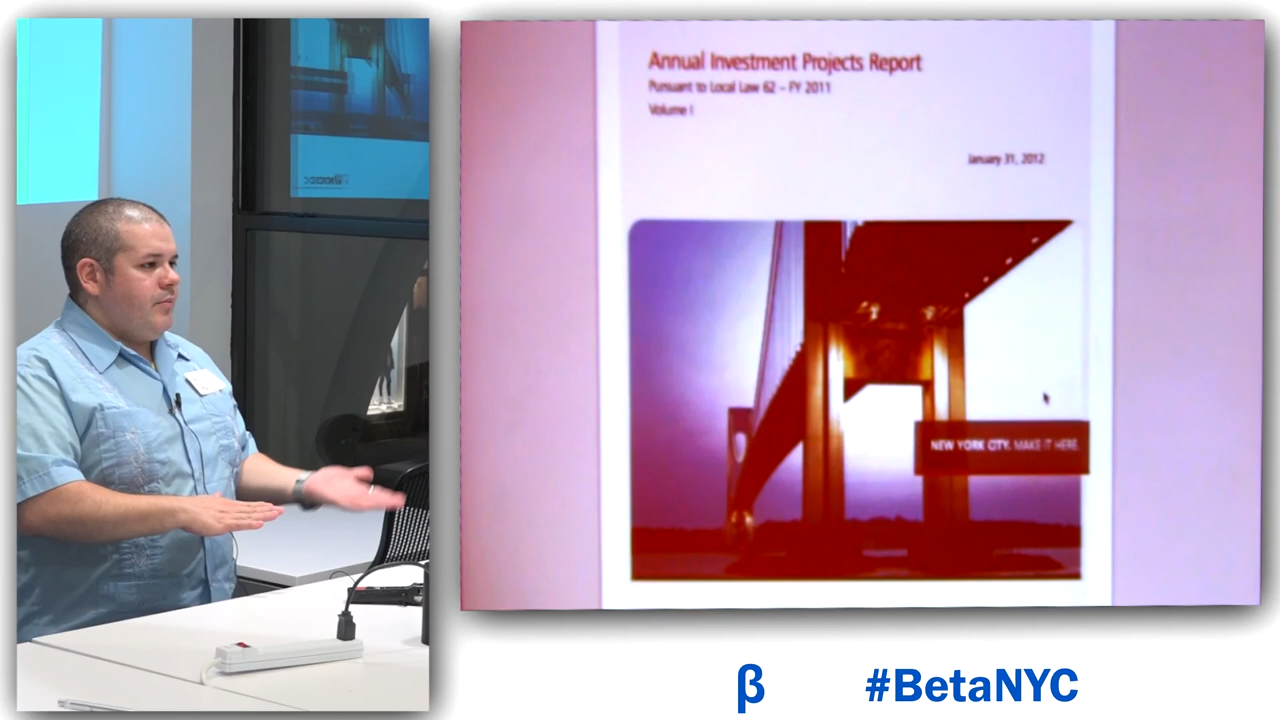 Annual Investment Projects Report
Pursuant to Local Law 62 – FY 2011
Volume I
January 31, 2012
NEW YORK CITY. MAKE IT HERE.
β #BetaNYC